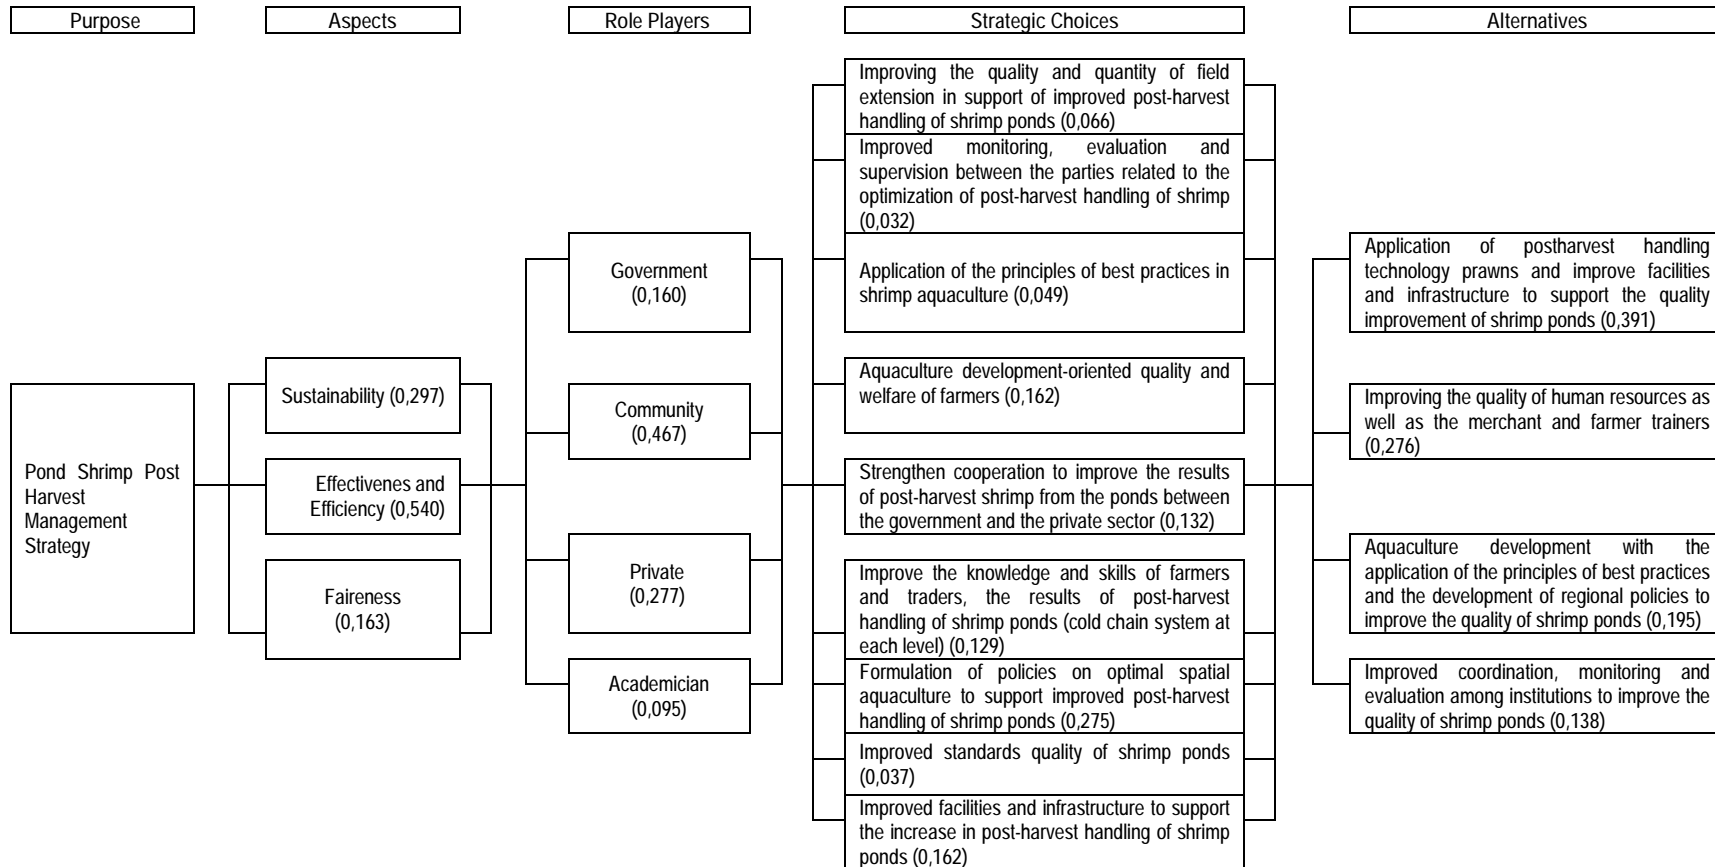 Purpose
Aspects
Role Players
Strategic Choices
Alternatives
Pond Shrimp Post
Harvest
Management
Strategy
Sustainability (0,297)
Effectivenes and
Efficiency (0,540)
Faireness
(0,163)
Government
(0,160)
Community
(0,467)
Private
(0,277)
Academician
(0,095)
Improving the quality and quantity of field
extension in support of improved post-harvest
handling of shrimp ponds (0,066)
Improved monitoring, evaluation and
supervision between the parties related to the
optimization of post-harvest handling of shrimp
(0,032)
Application of the principles of best practices in
shrimp aquaculture (0,049)
Aquaculture development-oriented quality and
welfare of farmers (0,162)
Strengthen cooperation to improve the results
of post-harvest shrimp from the ponds between
the government and the private sector (0,132)
Improve the knowledge and skills of farmers
and traders, the results of post-harvest
handling of shrimp ponds (cold chain system at
each level) (0,129)
Formulation of policies on optimal spatial
aquaculture to support improved post-harvest
handling of shrimp ponds (0,275)
Improved standards quality of shrimp ponds
(0,037)
Improved facilities and infrastructure to support
the increase in post-harvest handling of shrimp
ponds (0,162)
Application of postharvest handling
technology prawns and improve facilities
and infrastructure to support the quality
improvement of shrimp ponds (0,391)
Improving the quality of human resources as
well as the merchant and farmer trainers
(0,276)
Aquaculture development with the
application of the principles of best practices
and the development of regional policies to
improve the quality of shrimp ponds (0,195)
Improved coordination, monitoring and
evaluation among institutions to improve the
quality of shrimp ponds (0,138)